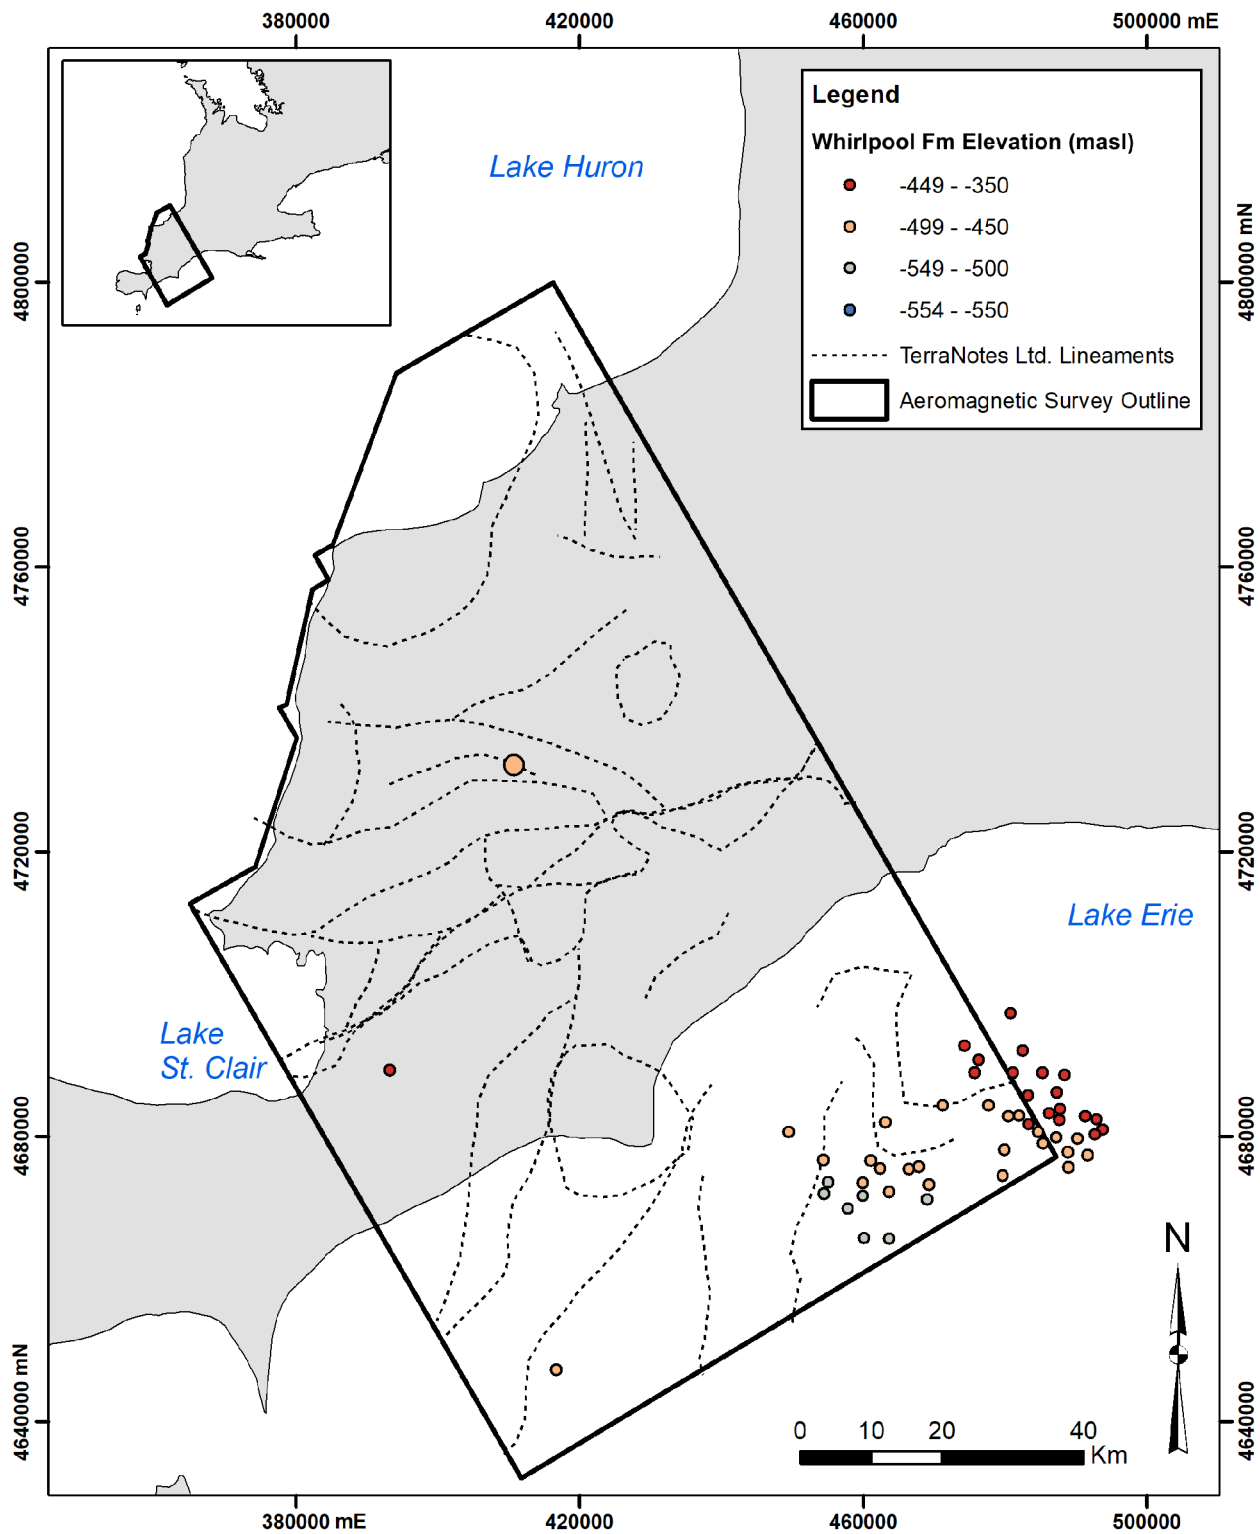 380000 420000 460000 500000 mE
Legend
Whirlpool Fm Elevation (masl)
-449 - -350
-499 - -450
-549 - -500
-554 - -550
TerraNotes Ltd. Lineaments
Aeromagnetic Survey Outline
Lake Huron
4800000
4800000 mN
4760000
4760000
4720000
4720000
Lake Erie
Lake
St. Clair
4680000
4680000
N
4640000 mN
4640000
0 10 20 40
Km
380000 mE 420000 460000 500000